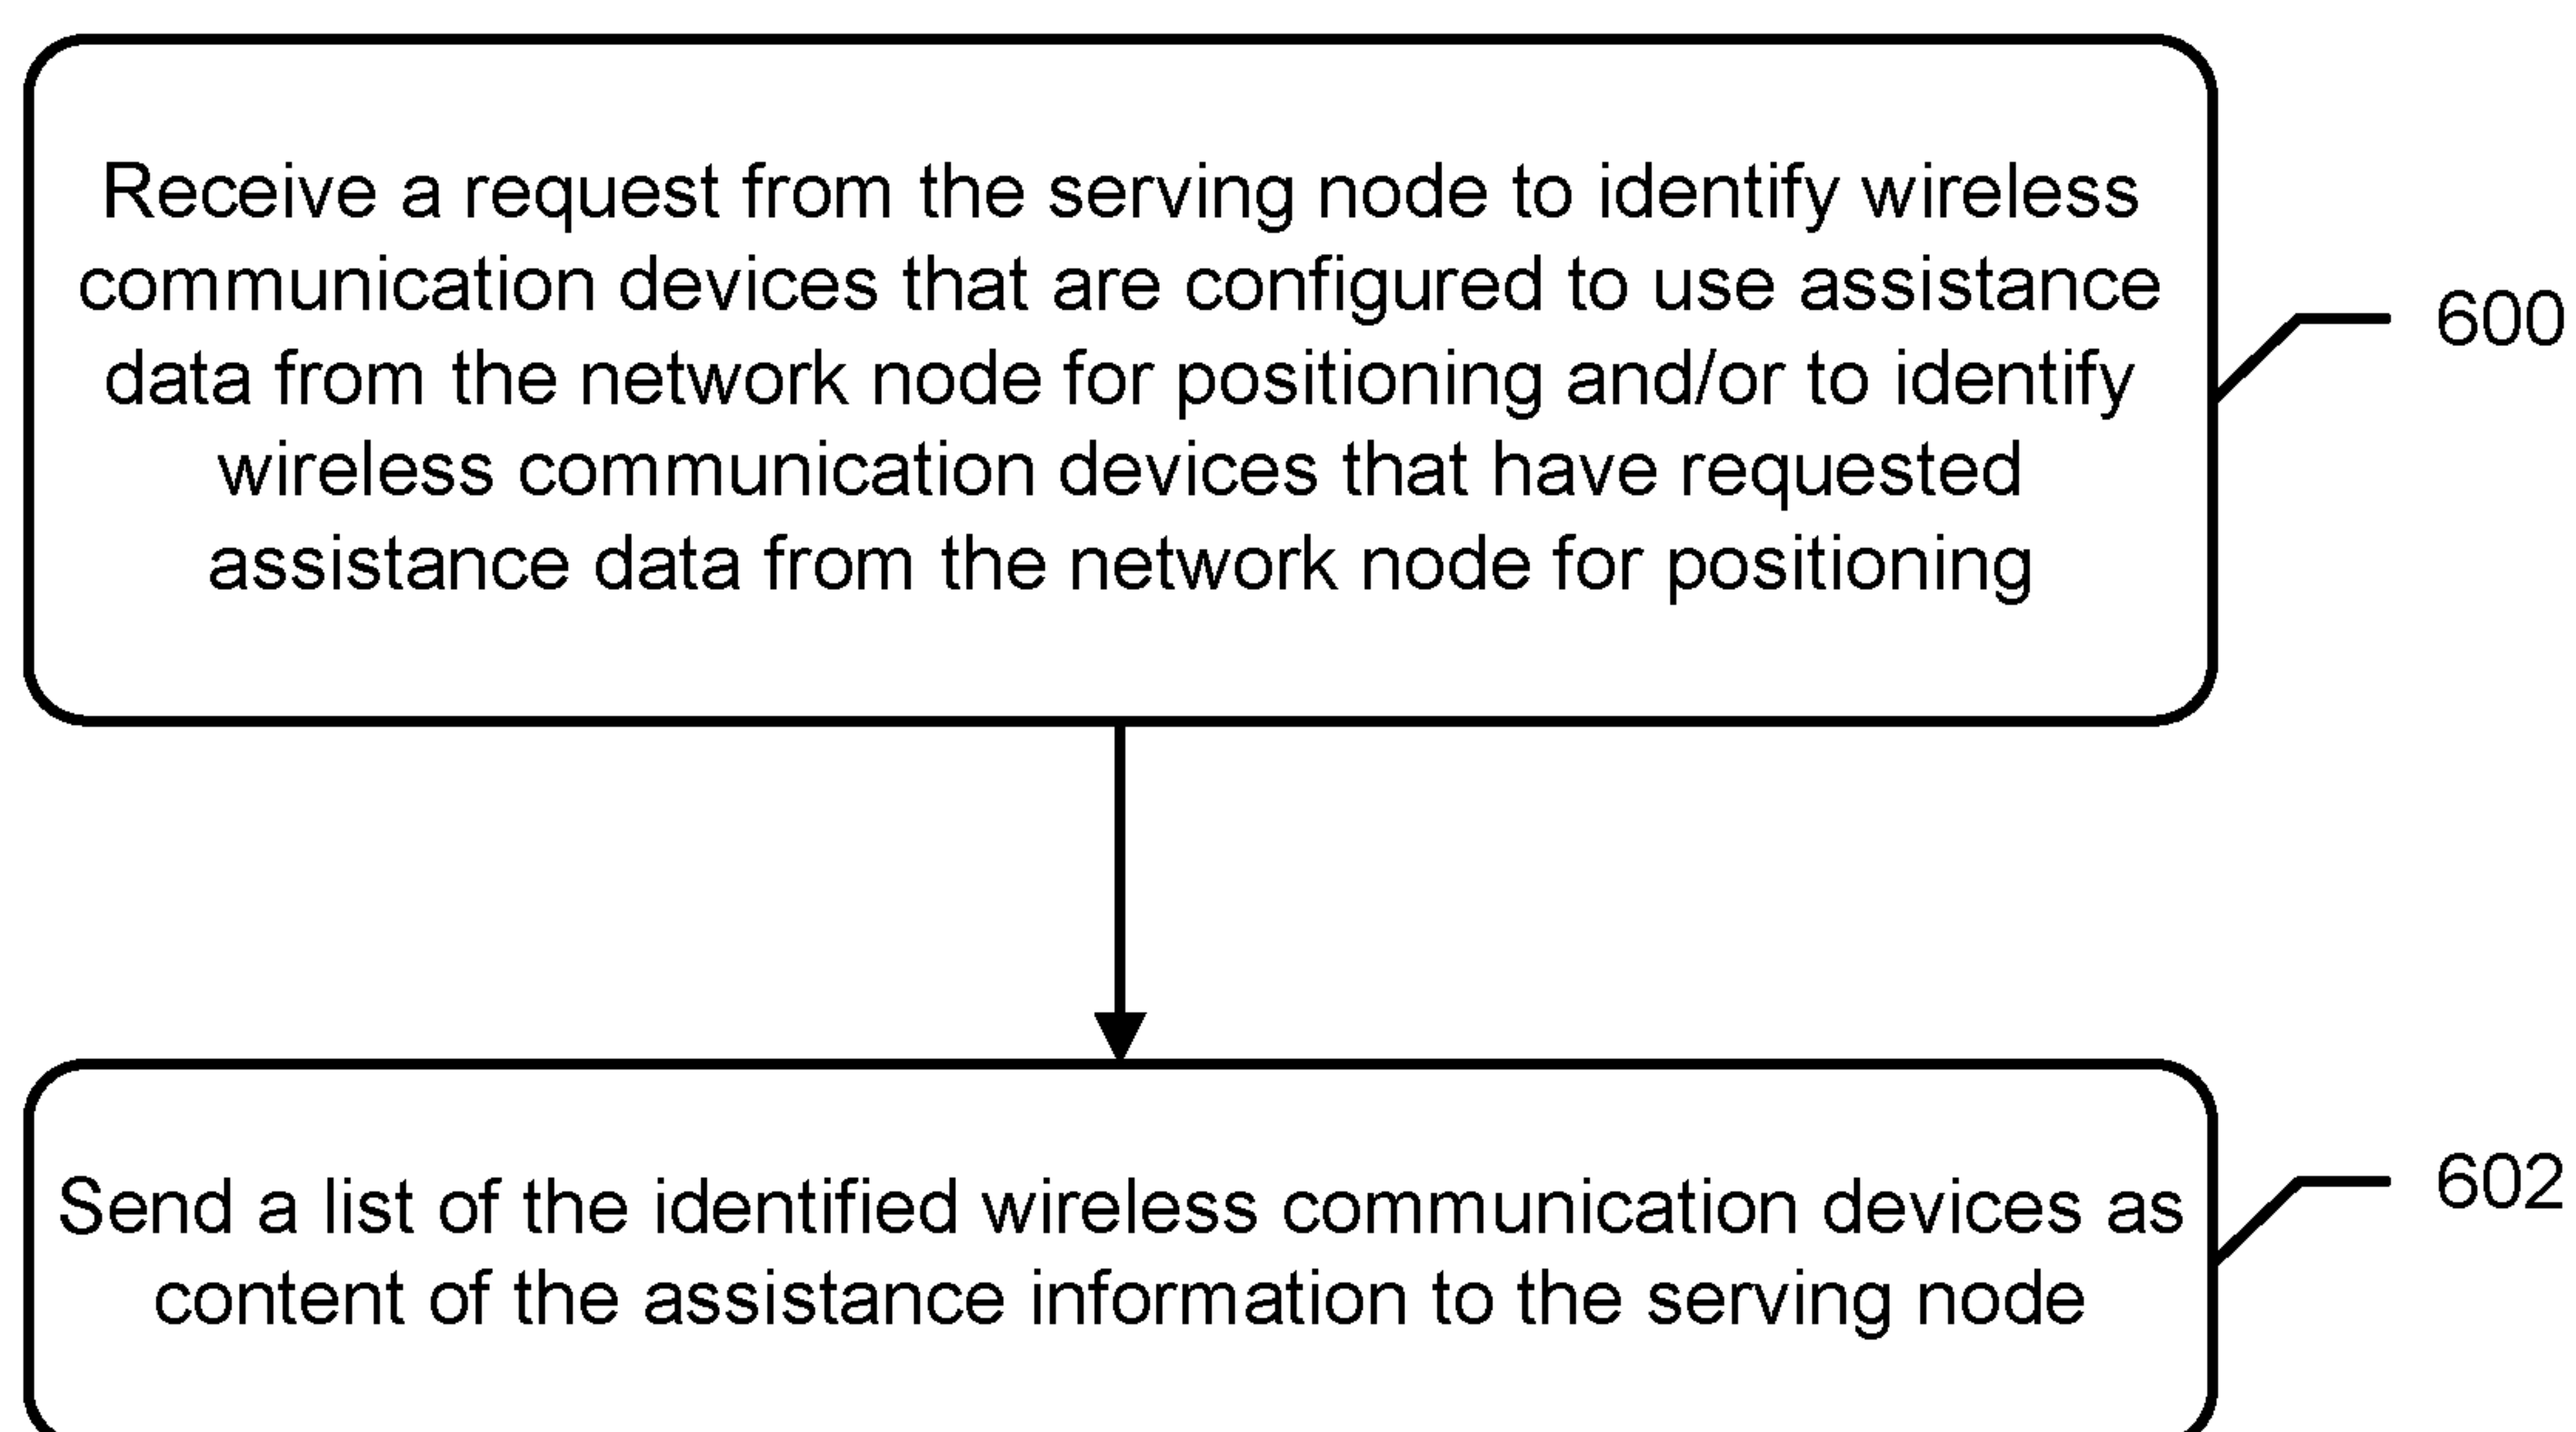 Receive a request from the serving node to identify wireless
communication devices that are configured to use assistance
data from the network node for positioning and/or to identify
wireless communication devices that have requested
assistance data from the network node for positioning
600
Send a list of the identified wireless communication devices as
content of the assistance information to the serving node
602